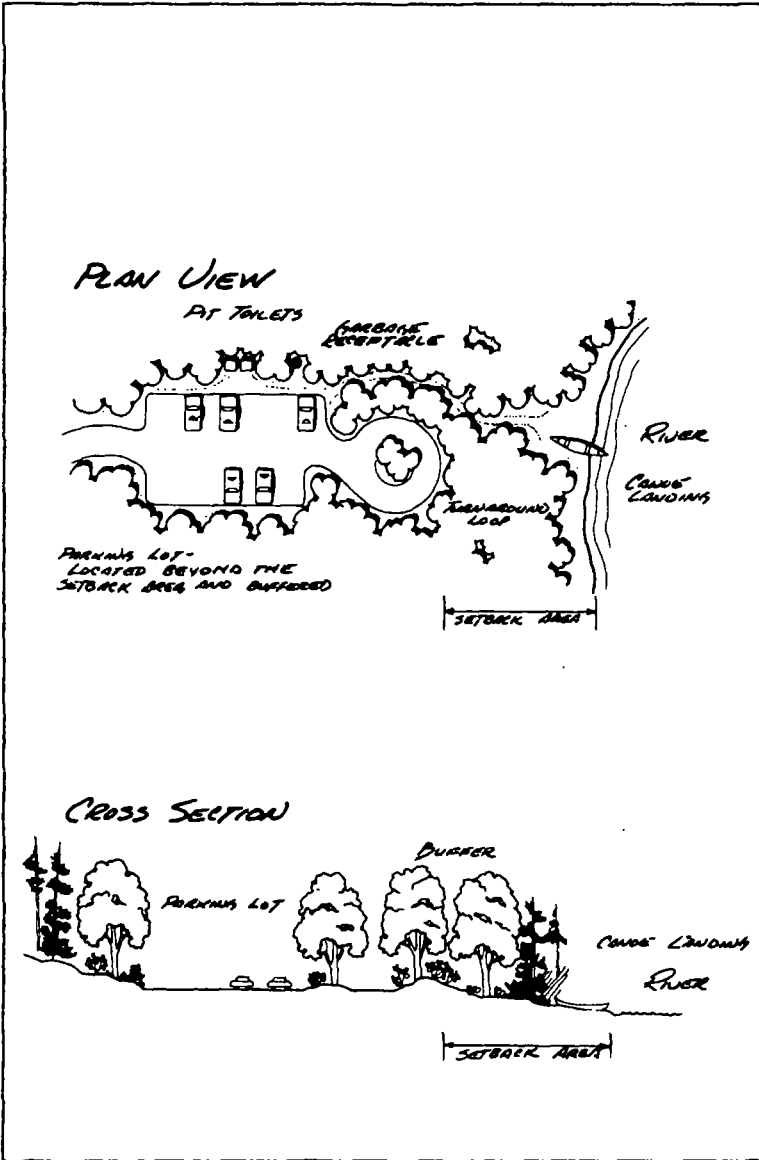 PLAN VIEW
PIT TOILETS
GARBAGE
RECEPTABLE
RIVER
CANOE
LANDING
TURNAROUND
LOOP
PARKING LOT-
LOCATED BEYOND THE
SETBACK AREA AND BUFFERED
SETBACK AREA
CROSS SECTION
BUFFER
PARKING LOT
CANOE LANDING
RIVER
SETBACK AREA